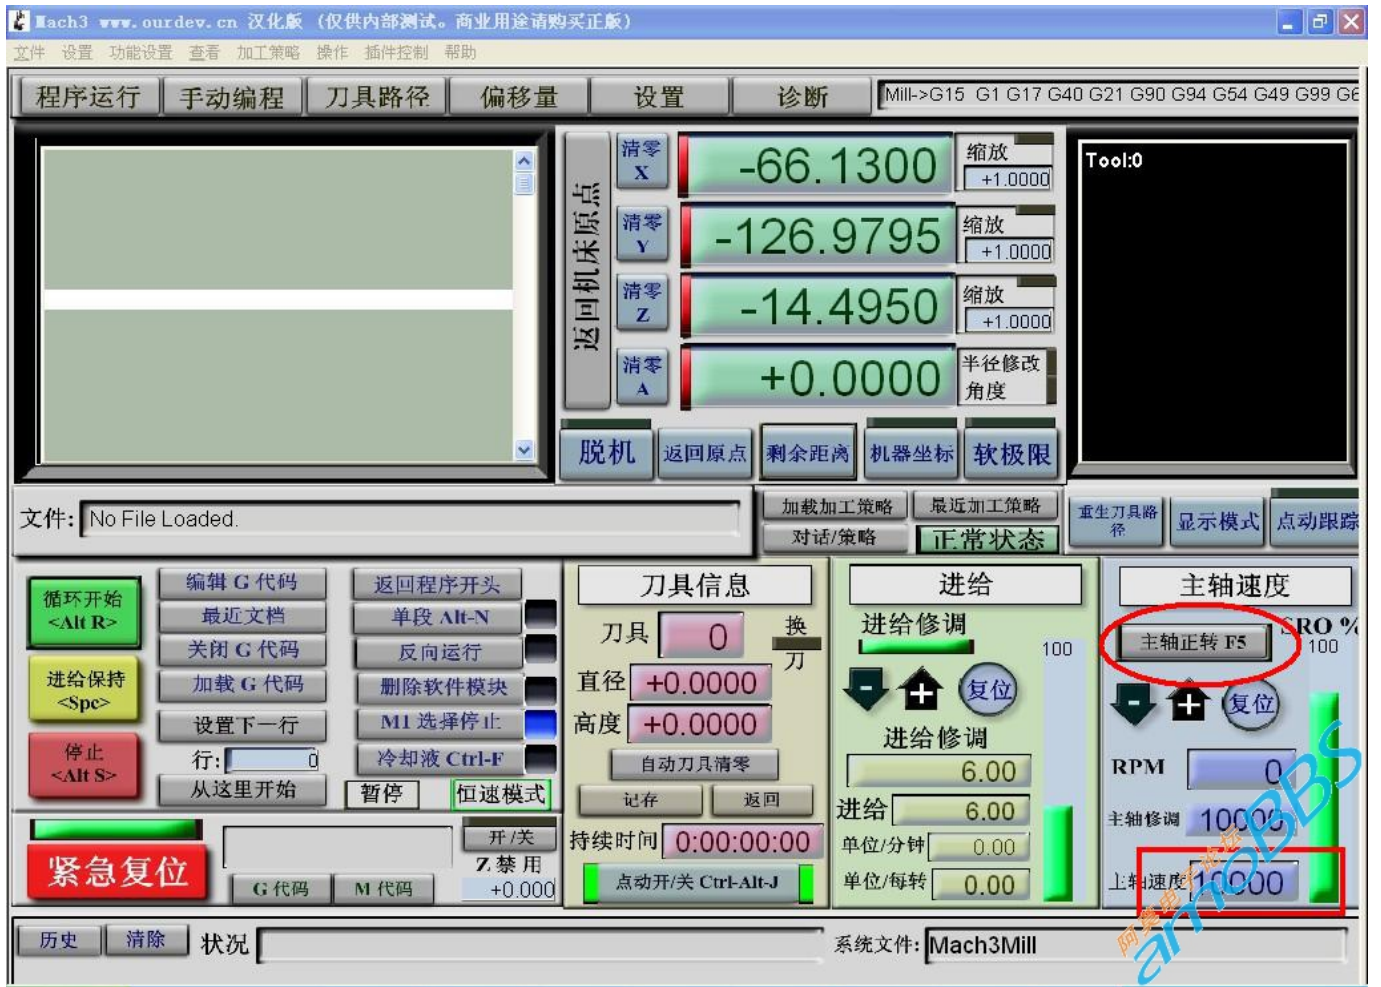 Mach3 www.ourdev.cn 汉化版 (仅供内部测试。商业用途请购买正版)
文件 设置 功能设置 查看 加工策略 操作 插件控制 帮助
程序运行 手动编程 刀具路径 偏移量 设置 诊断 Mill->G15 G1 G17 G40 G21 G90 G94 G54 G49 G99
返回机床原点
清零 X -66.1300 缩放 +1.0000
清零 Y -126.9795 缩放 +1.0000
清零 Z -14.4950 缩放 +1.0000
清零 A +0.0000 半径修改 角度
Tool:0
脱机 返回原点 剩余距离 机器坐标 软极限
文件: No File Loaded.
加载加工策略 最近加工策略
对话/策略 正常状态
重生刀具路径 显示模式 点动跟踪
循环开始 <Alt R>
进给保持 <Spc>
停止 <Alt S>
编辑 G 代码
最近文档
关闭 G 代码
加载 G 代码
设置下一行
行: 0
从这里开始
返回程序开头
单段 Alt-N
反向运行
删除软件模块
M1 选择停止
冷却液 Ctrl-F
暂停 恒速模式
紧急复位
G 代码 M 代码
开/关
Z 禁用
+0.000
刀具信息
刀具 0 换刀
直径 +0.0000
高度 +0.0000
自动刀具清零
记存 返回
持续时间 0:00:00:00
点动开/关 Ctrl-Alt-J
进给
进给修调
100
- + 复位
进给修调
6.00
进给 6.00
单位/分钟 0.00
单位/每转 0.00
主轴速度
主轴正转 F5 SRO %
100
- + 复位
RPM 0
主轴修调 10000
主轴速度 10000
阿莫电子论坛
amoBBS
历史 清除 状况
系统文件: Mach3Mill